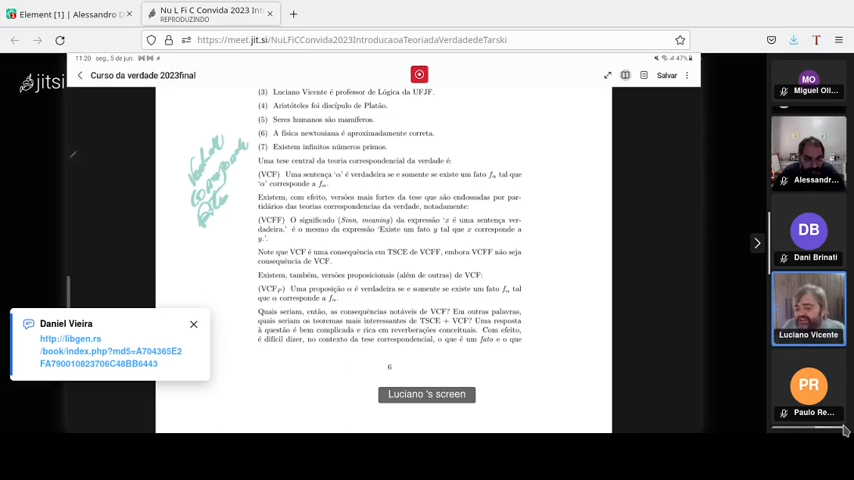 Element [1] | Alessandro D
Nu L Fi C Convida 2023 Int
REPRODUZINDO
https://meet.jit.si/NuLFiCConvida2023IntroducaoaTeoriadaVerdadedeTarski
11:20 seg., 5 de jun.
47%
jitsi
Curso da verdade 2023final
Salvar
(3) Luciano Vicente é professor de Lógica da UFJF.
(4) Aristóteles foi discípulo de Platão.
(5) Seres humanos são mamíferos.
(6) A física newtoniana é aproximadamente correta.
(7) Existem infinitos números primos.
Uma tese central da teoria correspondencial da verdade é:
(VCF) Uma sentença ‘α’ é verdadeira se e somente se existe um fato fα tal que
‘α’ corresponde a fα.
Existem, com efeito, versões mais fortes da tese que são endossadas por par-
tidários das teorias correspondenciais da verdade, notadamente:
(VCFF) O significado (Sinn, meaning) da expressão ‘x é uma sentença ver-
dadeira.’ é o mesmo da expressão ‘Existe um fato y tal que x corresponde a
y.’.
Note que VCF é uma consequência em TSCE de VCFF, embora VCFF não seja
consequência de VCF.
Existem, também, versões proposicionais (além de outras) de VCF:
(VCFP) Uma proposição α é verdadeira se e somente se existe um fato fα tal
que α corresponde a fα.
Quais seriam, então, as consequências notáveis de VCF? Em outras palavras,
quais seriam os teoremas mais interessantes de TSCE + VCF? Uma resposta
à questão é bem complicada e rica em reverberações conceituais. Com efeito,
é difícil dizer, no contexto da tese correspondencial, o que é um fato e o que
6
Luciano 's screen
Daniel Vieira
http://libgen.rs
/book/index.php?md5=A704365E2
FA790010823706C48BB6443
MO
Miguel Oli...
Alessandro...
DB
Dani Brinati
Luciano Vicente
PR
Paulo Re...